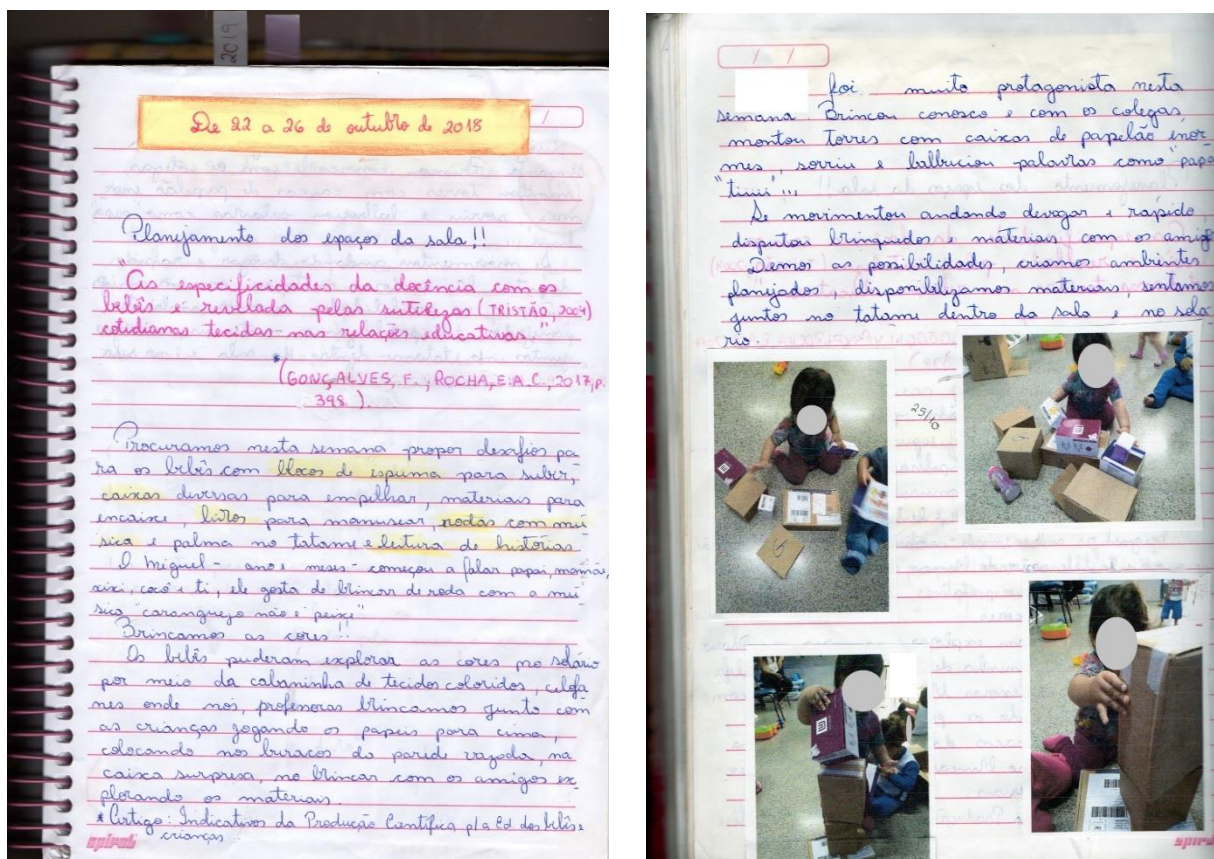 2019
De 22 a 26 de outubro de 2018
/
Planejamento dos espaços da sala!!
"As especificidades da docência com os
bebês é revelada pelas sutilezas (TRISTÃO, 2004)
cotidianas tecidas nas relações educativas"
*(GONÇALVES, F., ROCHA, E.A.C., 2017, p.
398).
Procuramos nesta semana propor desafios pa
ra os bebês com blocos de espuma para subir,
caixas diversas para empilhar, materiais para
encaixe, livros para manusear, rodas com mú
sica e palma no tatame e leitura de histórias.
O Miguel - ano e meses - começou a falar papai, mamãe,
xixi, cocô e ti, ele gosta de brincar de roda com a mú
sica "caranguejo não é peixe"
Brincamos as cores!!
Os bebês puderam explorar as cores no solário
por meio da cabaninha de tecidos coloridos, celofa
nes onde nós, professoras brincamos junto com
as crianças jogando os papeis para cima,
colocando nos buracos da parede vazada, na
caixa surpresa, no brincar com os amigos ex
plorando os materiais.
*Artigo: Indicativos da Produção Científica p/a Ed. dos bebês e
crianças
spiral
/ /
foi muito protagonista nesta
semana. Brincou conosco e com os colegas,
montou torres com caixas de papelão enor
mes, sorriu e balbuciou palavras como "papa"
"tiiii"!!!
Se movimentou andando devagar e rápido,
disputou brinquedos e materiais com os amig
Demos as possibilidades, criamos ambientes
planejados, disponibilizamos materiais, sentamos
juntos no tatame dentro da sala e no solá
rio.
25/10